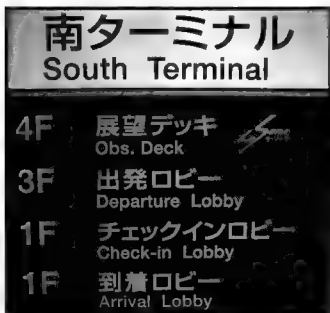 南ターミナル
South Terminal
4F 展望デッキ
Obs. Deck
3F 出発ロビー
Departure Lobby
1F チェックインロビー
Check-in Lobby
1F 到着ロビー
Arrival Lobby